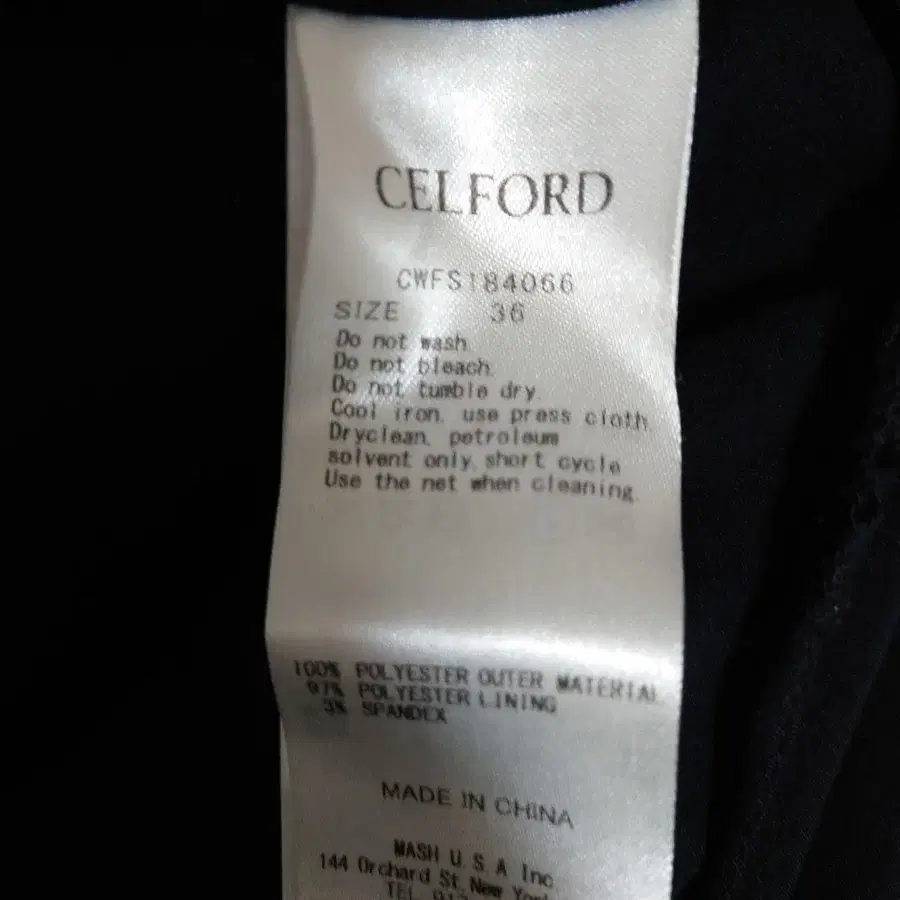 CELFORD
CWFS184066
SIZE 36
Do not wash.
Do not bleach.
Do not tumble dry.
Cool iron, use press cloth.
Dryclean, petroleum
solvent only, short cycle
Use the net when cleaning.
100% POLYESTER OUTER MATERIAL
97% POLYESTER LINING
3% SPANDEX
MADE IN CHINA
MASH U.S.A Inc
144 Orchard St, New
TEL